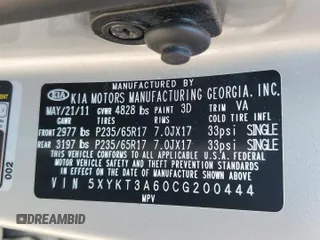 KIA KIA MOTORS MANUFACTURING GEORGIA, INC.
MAY/21/11 GVWR 4828 lbs PAINT 3D TRIM VA
MANUFACTURED BY
GAWR TIRES RIMS COLD TIRE INFL
FRONT 2977 lbs P235/65R17 7.0JX17 33psi SINGLE
REAR 3197 lbs P235/65R17 7.0JX17 33psi SINGLE
THIS VEHICLE CONFORMS TO ALL APPLICABLE U.S.A. FEDERAL
MOTOR VEHICLE SAFETY AND THEFT PREVENTION STANDARDS
IN EFFECT ON THE DATE OF MANUFACTURE SHOWN ABOVE.
VIN 5XYKT3A60CG200444
MPV
002
DREAMBID